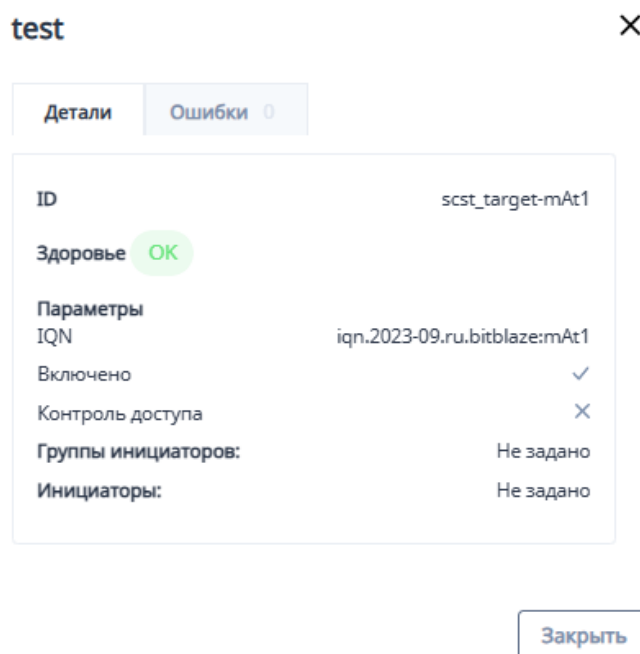 test
Детали Ошибки 0
ID scst_target-mAt1
Здоровье OK
Параметры
IQN iqn.2023-09.ru.bitblaze:mAt1
Включено
Контроль доступа
Группы инициаторов: Не задано
Инициаторы: Не задано
Закрыть